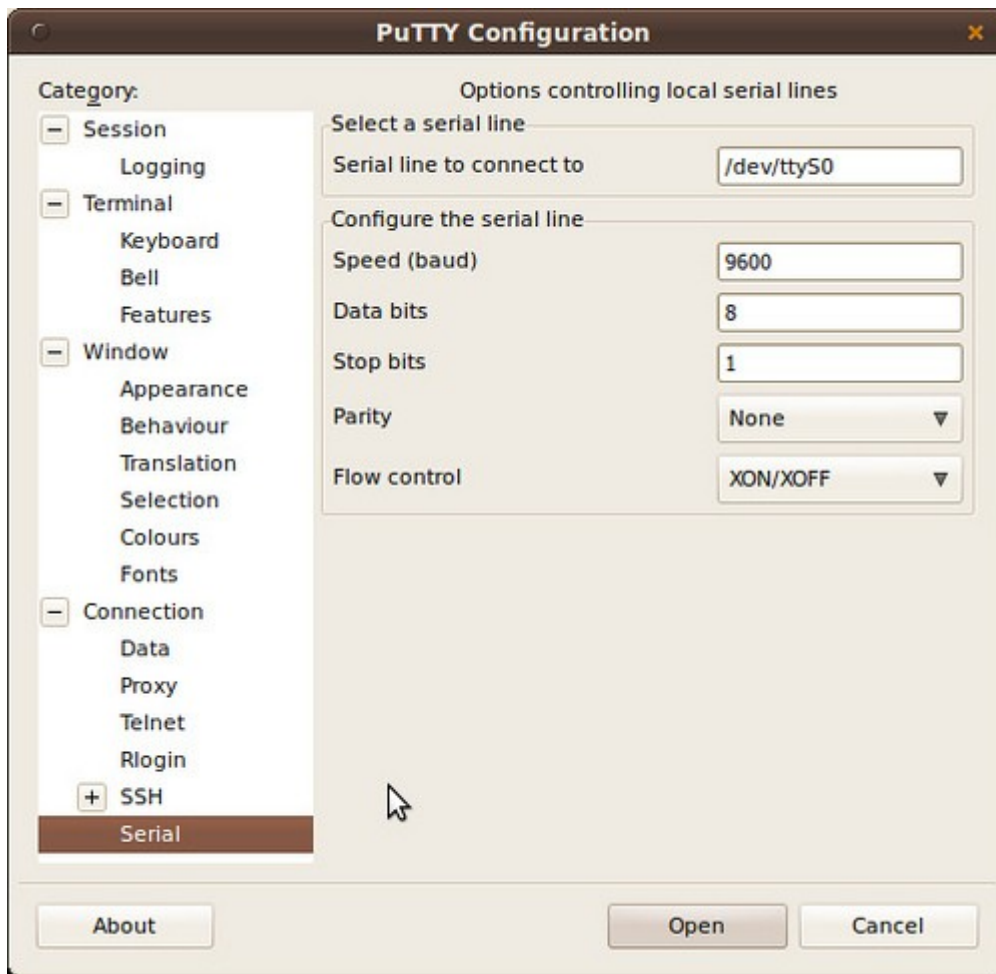 PuTTY Configuration
Category:
Session
Logging
Terminal
Keyboard
Bell
Features
Window
Appearance
Behaviour
Translation
Selection
Colours
Fonts
Connection
Data
Proxy
Telnet
Rlogin
SSH
Serial
Options controlling local serial lines
Select a serial line
Serial line to connect to /dev/ttyS0
Configure the serial line
Speed (baud) 9600
Data bits 8
Stop bits 1
Parity None
Flow control XON/XOFF
About Open Cancel